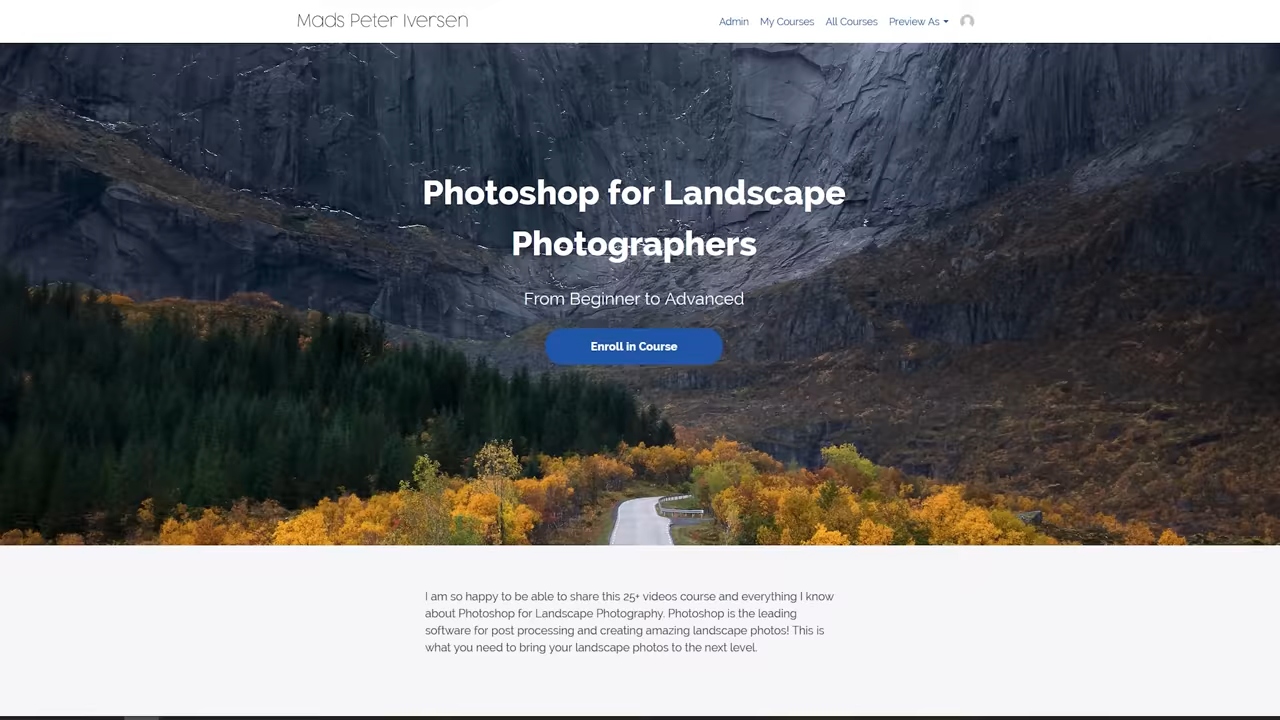 Mads Peter Iversen
Admin My Courses All Courses Preview As
Photoshop for Landscape
Photographers
From Beginner to Advanced
Enroll in Course
I am so happy to be able to share this 25+ videos course and everything I know
about Photoshop for Landscape Photography. Photoshop is the leading
software for post processing and creating amazing landscape photos! This is
what you need to bring your landscape photos to the next level.